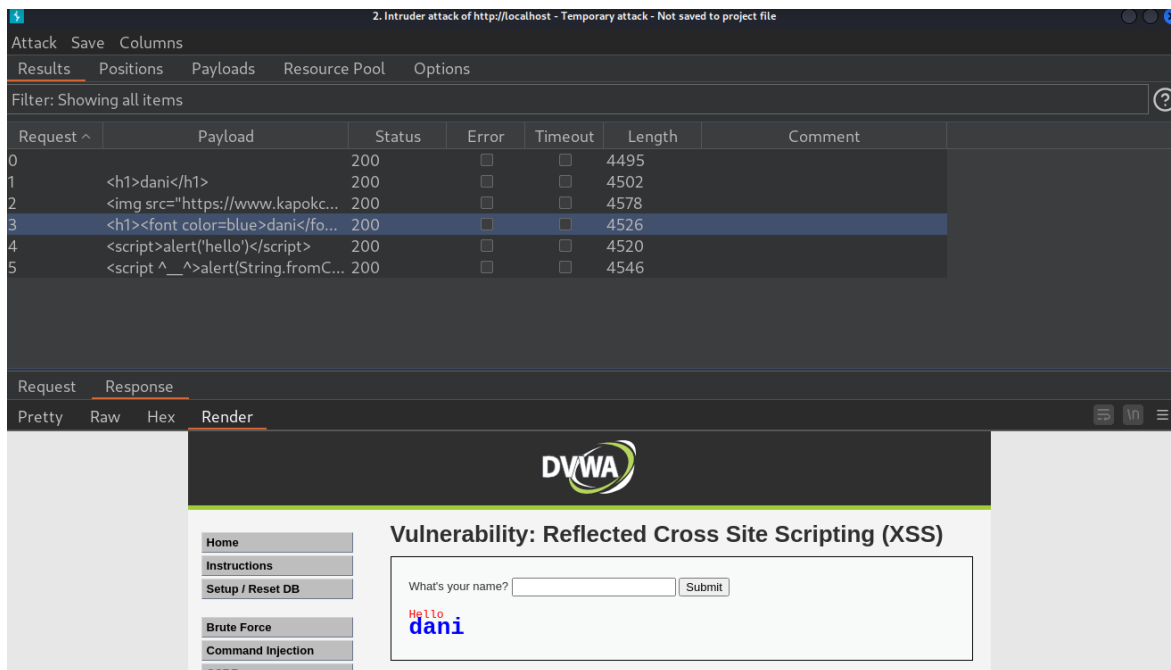 2. Intruder attack of http://localhost - Temporary attack - Not saved to project file
Attack Save Columns
Results Positions Payloads Resource Pool Options
Filter: Showing all items
?
Request Payload Status Error Timeout Length Comment
0 200 4495
1 <h1>dani</h1> 200 4502
2 <img src="https://www.kapokc... 200 4578
3 <h1><font color=blue>dani</fo... 200 4526
4 <script>alert('hello')</script> 200 4520
5 <script ^__^>alert(String.fromC... 200 4546
Request Response
Pretty Raw Hex Render
\n
DVWA
Vulnerability: Reflected Cross Site Scripting (XSS)
Home
Instructions
Setup / Reset DB
Brute Force
Command Injection
What's your name? Submit
Hello
dani